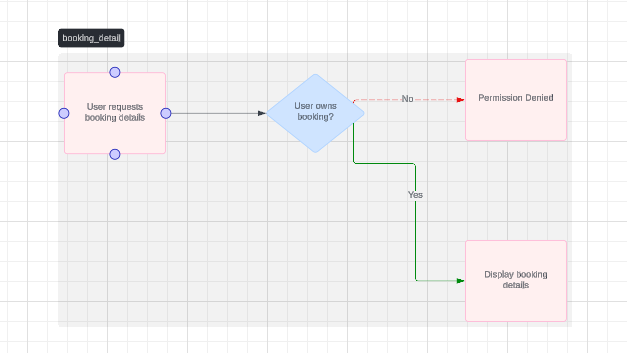 booking_detail
User requests
booking details
User owns
booking?
No
Permission Denied
Yes
Display booking
details